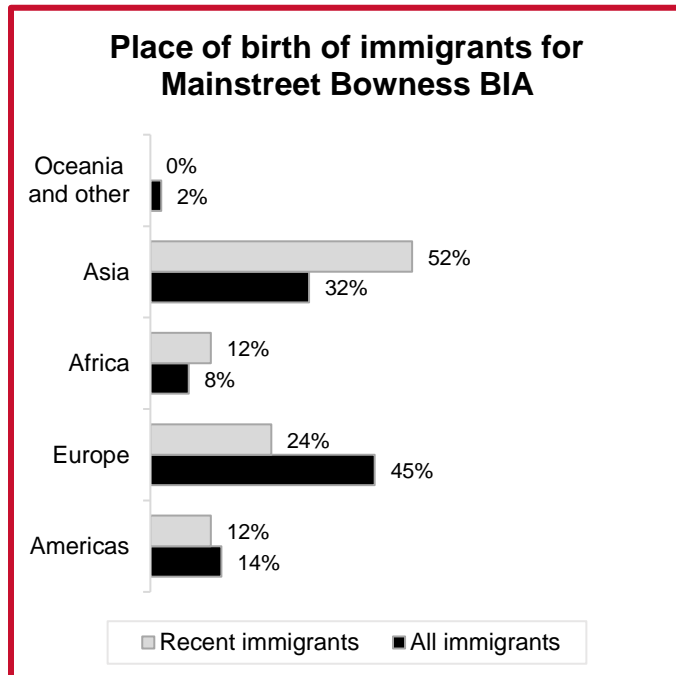 Place of birth of immigrants for
Mainstreet Bowness BIA
Oceania
and other
0%
2%
Asia
52%
32%
Africa
12%
8%
Europe
24%
45%
Americas
12%
14%
Recent immigrants
All immigrants